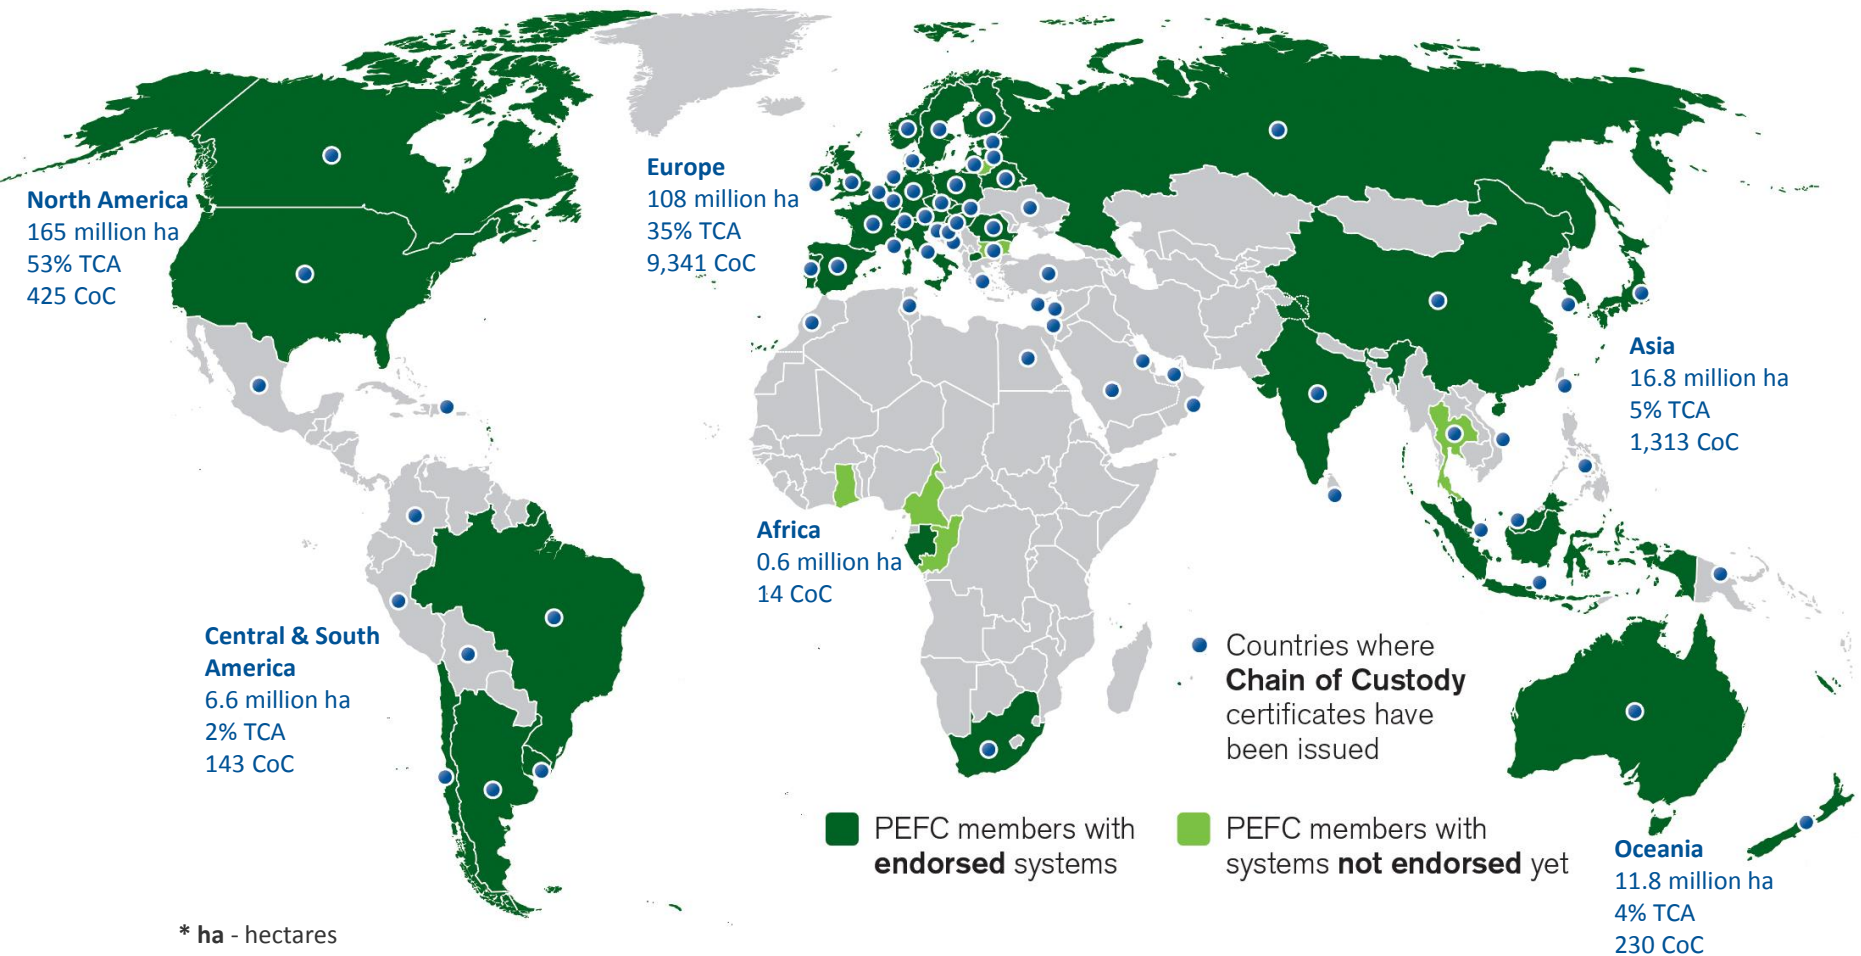 North America
165 million ha
53% TCA
425 CoC
Europe
108 million ha
35% TCA
9,341 CoC
Asia
16.8 million ha
5% TCA
1,313 CoC
Africa
0.6 million ha
14 CoC
Central & South
America
6.6 million ha
2% TCA
143 CoC
Countries where
Chain of Custody
certificates have
been issued
PEFC members with
endorsed systems
PEFC members with
systems not endorsed yet
Oceania
11.8 million ha
4% TCA
230 CoC
* ha - hectares